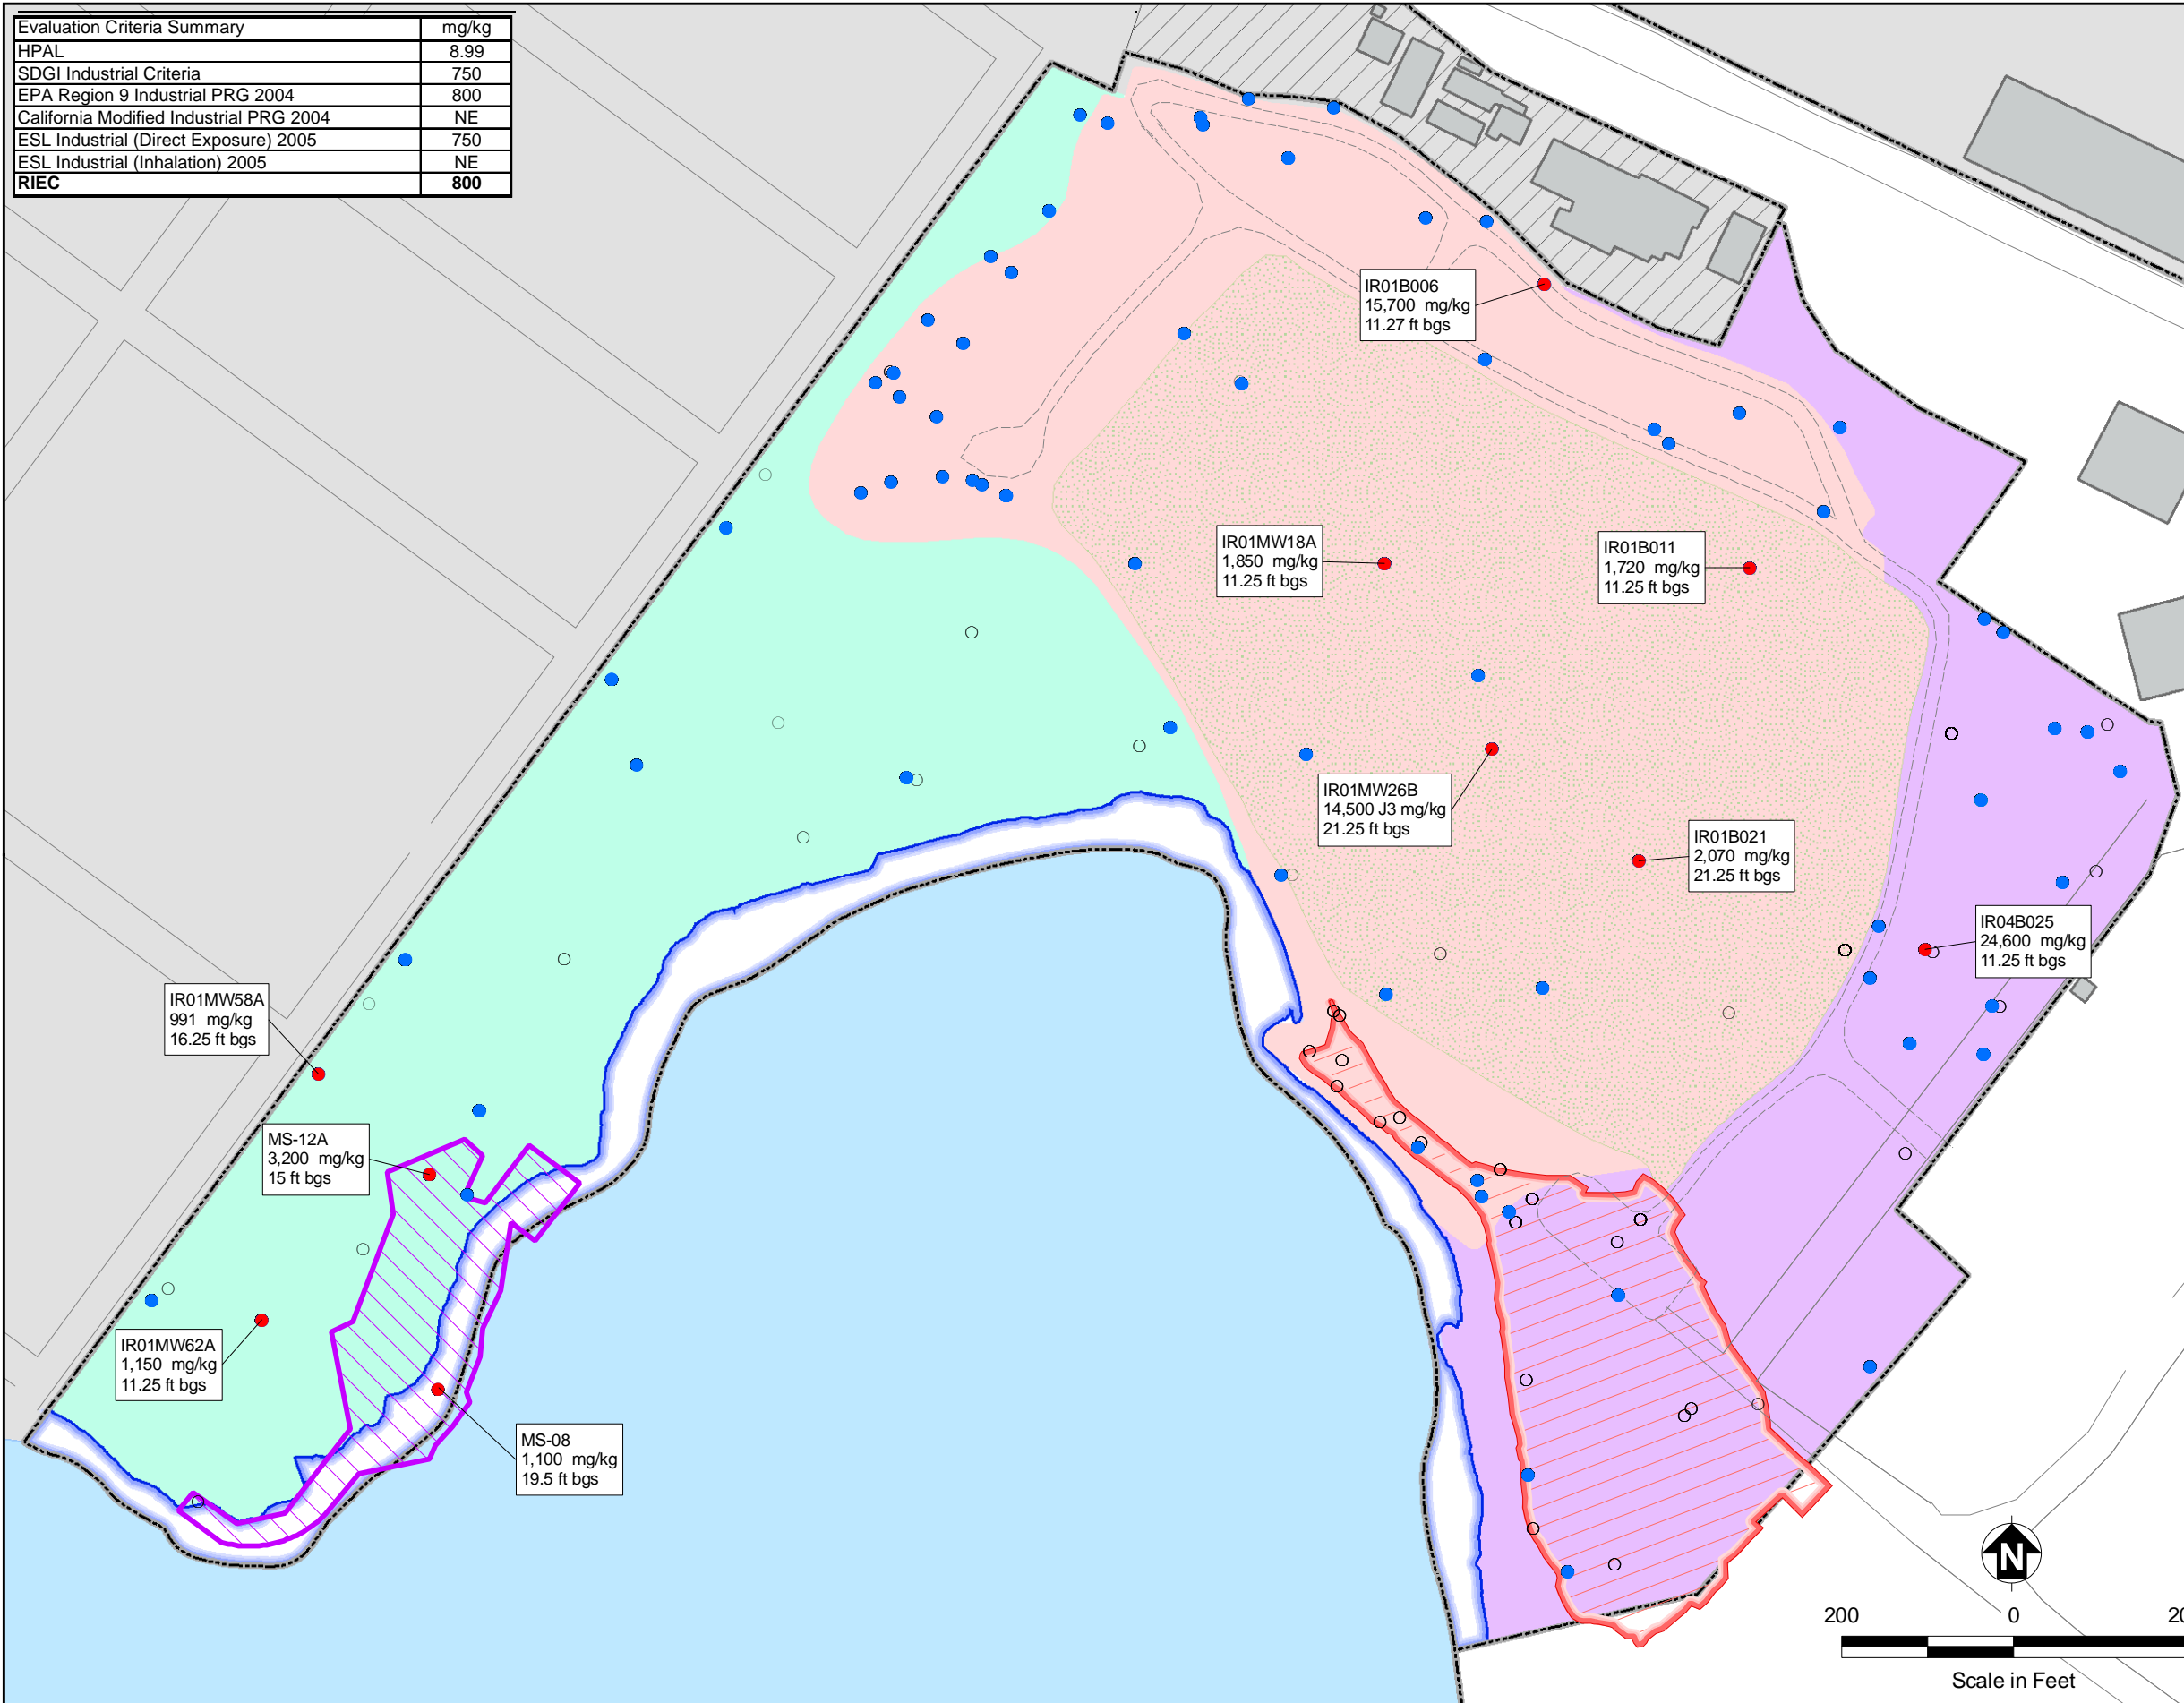 Evaluation Criteria Summary mg/kg
HPAL 8.99
SDGI Industrial Criteria 750
EPA Region 9 Industrial PRG 2004 800
California Modified Industrial PRG 2004 NE
ESL Industrial (Direct Exposure) 2005 750
ESL Industrial (Inhalation) 2005 NE
RIEC 800
IR01B006
15,700 mg/kg
11.27 ft bgs
IR01MW18A
1,850 mg/kg
11.25 ft bgs
IR01B011
1,720 mg/kg
11.25 ft bgs
IR01MW26B
14,500 J3 mg/kg
21.25 ft bgs
IR01B021
2,070 mg/kg
21.25 ft bgs
IR04B025
24,600 mg/kg
11.25 ft bgs
IR01MW58A
991 mg/kg
16.25 ft bgs
MS-12A
3,200 mg/kg
15 ft bgs
IR01MW62A
1,150 mg/kg
11.25 ft bgs
MS-08
1,100 mg/kg
19.5 ft bgs
N
200 0
Scale in Feet